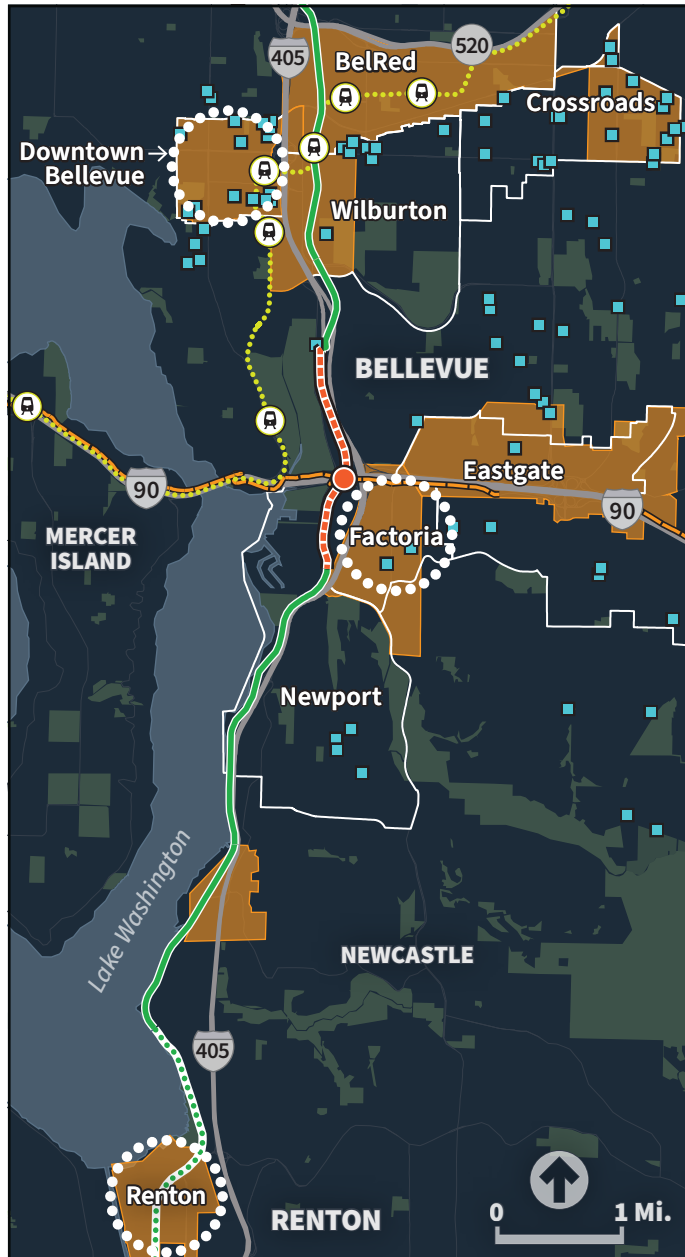 520
405
BelRed
Crossroads
Downtown
Bellevue
Wilburton
BELLEVUE
Eastgate
90
90
MERCER
ISLAND
Factoria
Newport
Lake Washington
NEWCASTLE
405
Renton
RENTON
0
1 Mi.